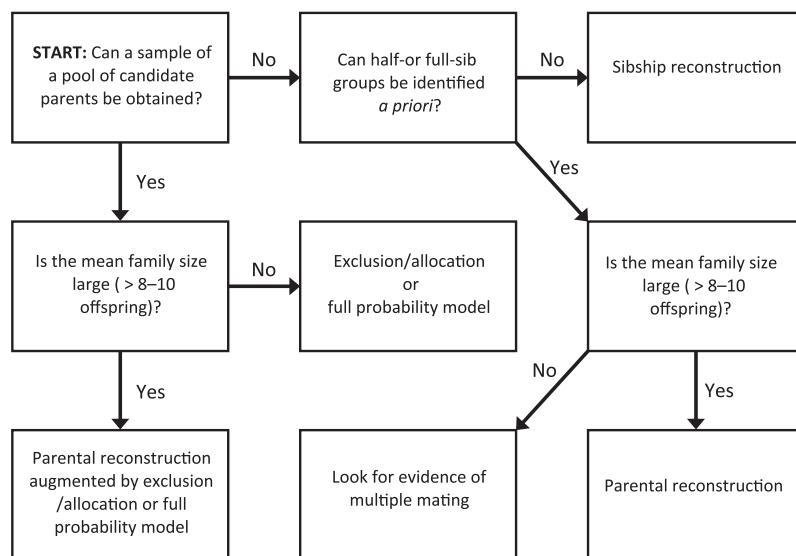 START: Can a sample of
a pool of candidate
parents be obtained?
No
Can half-or full-sib
groups be identified
a priori?
No
Sibship reconstruction
Yes
Yes
Is the mean family size
large ( > 8–10
offspring)?
No
Exclusion/allocation
or
full probability model
Is the mean family size
large ( > 8–10
offspring)?
Yes
No
Yes
Parental reconstruction
augmented by exclusion
/allocation or full
probability model
Look for evidence of
multiple mating
Parental reconstruction